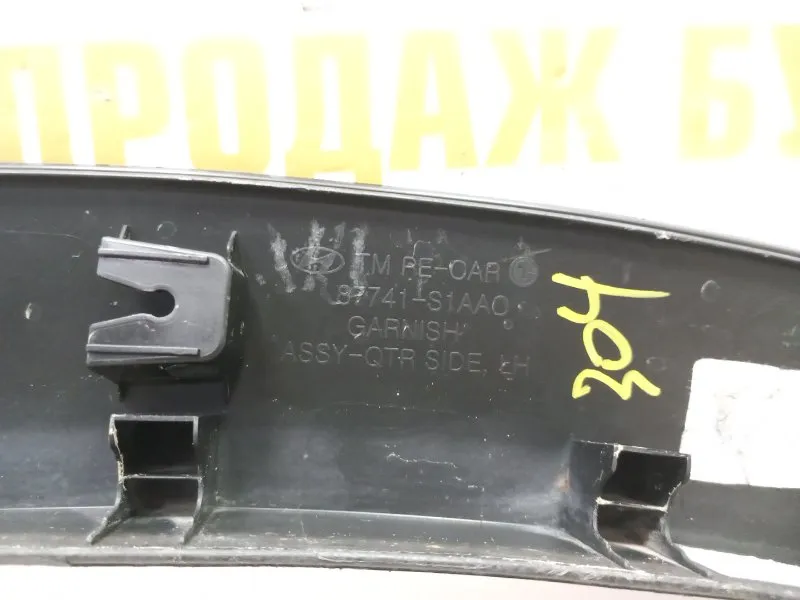 ПРОДАЖ БУ
TM PE-CAR
87741-S1AA0
GARNISH
ASSY-QTR SIDE, LH
304